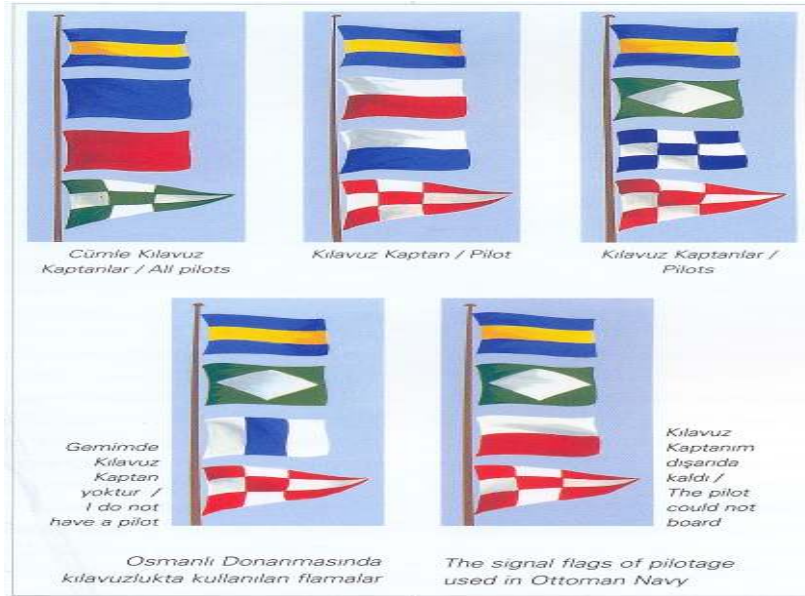 Cümle Kılavuz
Kaptanlar / All pilots
Kılavuz Kaptan / Pilot
Kılavuz Kaptanlar /
Pilots
Gemimde
Kılavuz
Kaptan
yoktur /
I do not
have a pilot
Kılavuz
Kaptanım
dışarıda
kaldı /
The pilot
could not
board
Osmanlı Donanmasında
kılavuzlukta kullanılan flamalar
The signal flags of pilotage
used in Ottoman Navy